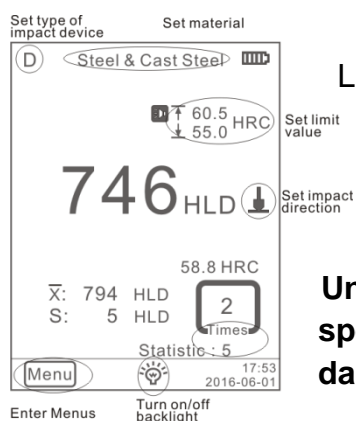 Set type of impact device
Set material
D
Steel & Cast Steel
L
60.5
55.0
HRC
Set limit value
746 HLD
Set impact direction
58.8 HRC
X̅: 794 HLD
S: 5 HLD
2
Times
Statistic : 5
Un
sp
da
Menu
17:53
2016-06-01
Enter Menus
Turn on/off backlight